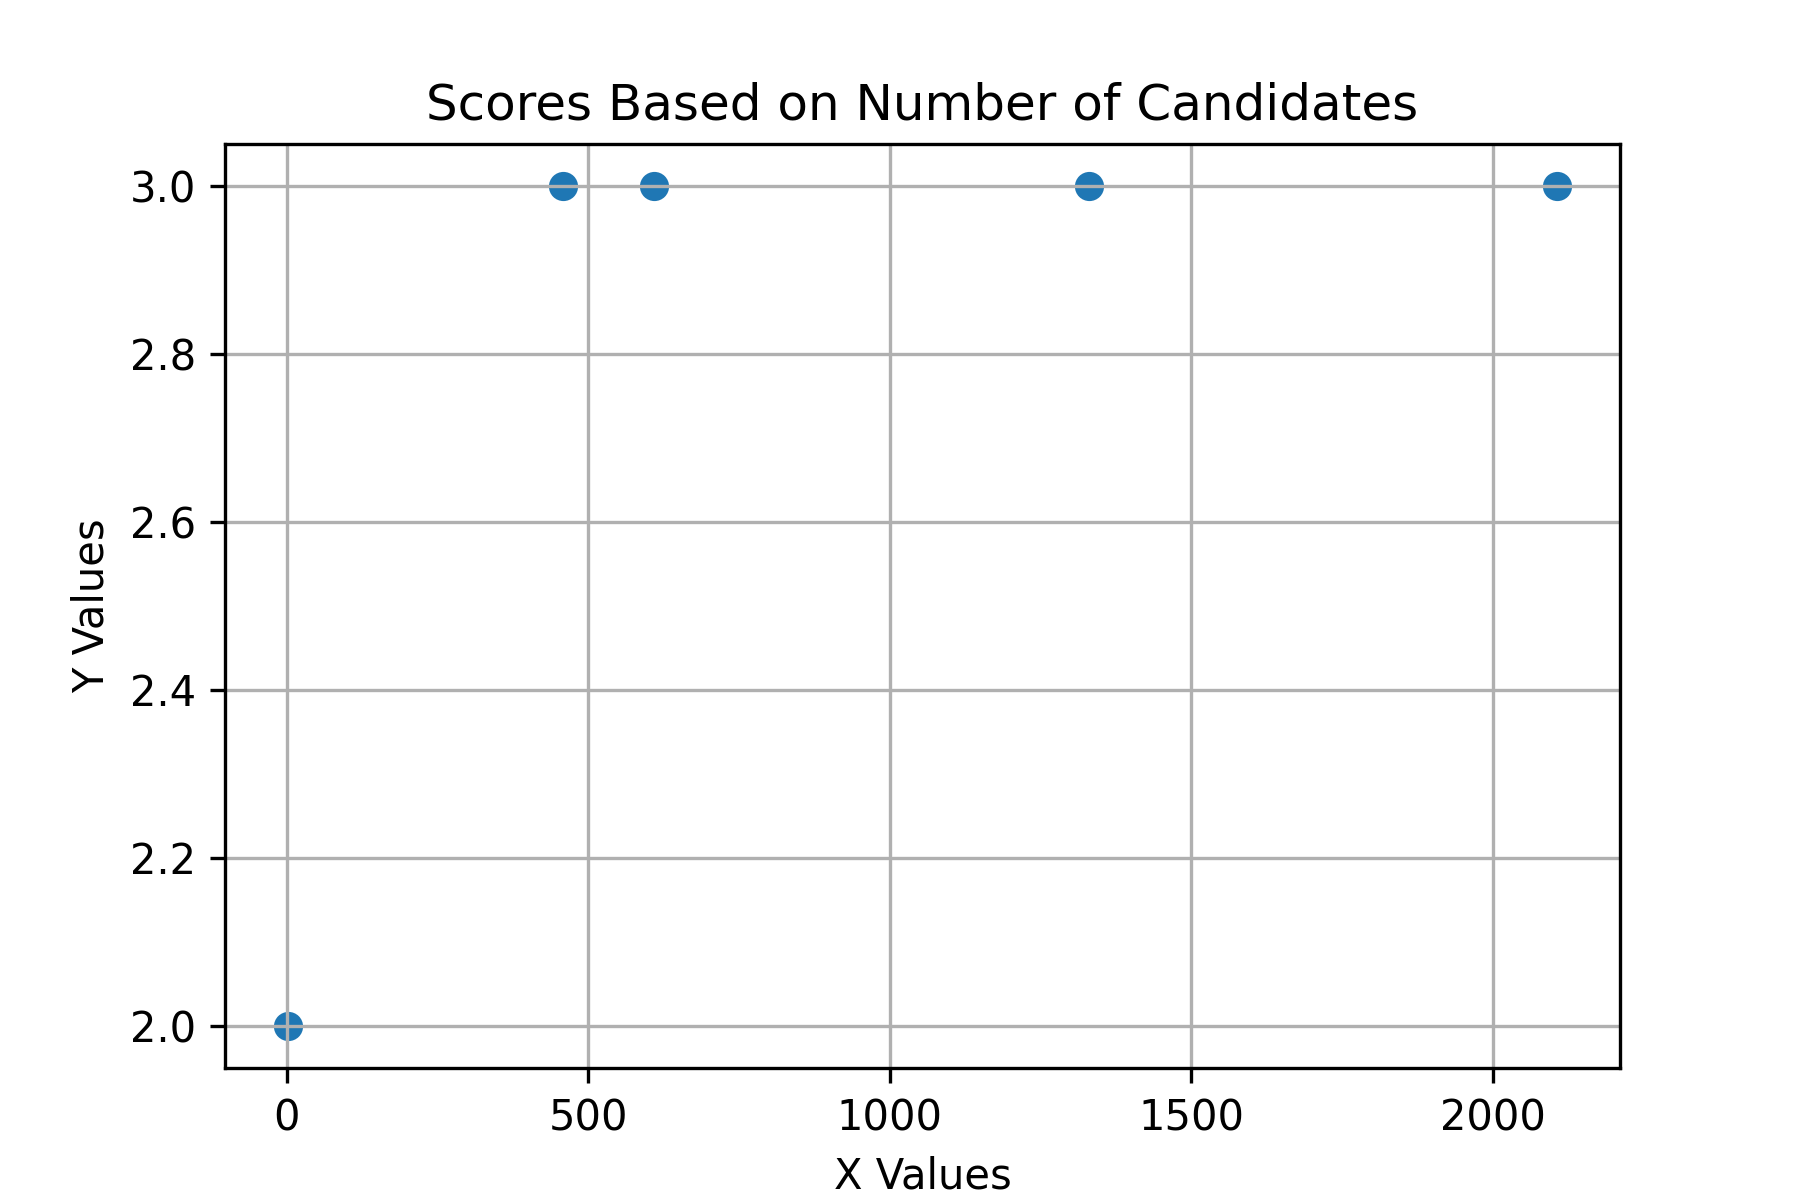 Scores Based on Number of Candidates
3.0
2.8
2.6
2.4
2.2
2.0
Y Values
0 500 1000 1500 2000
X Values